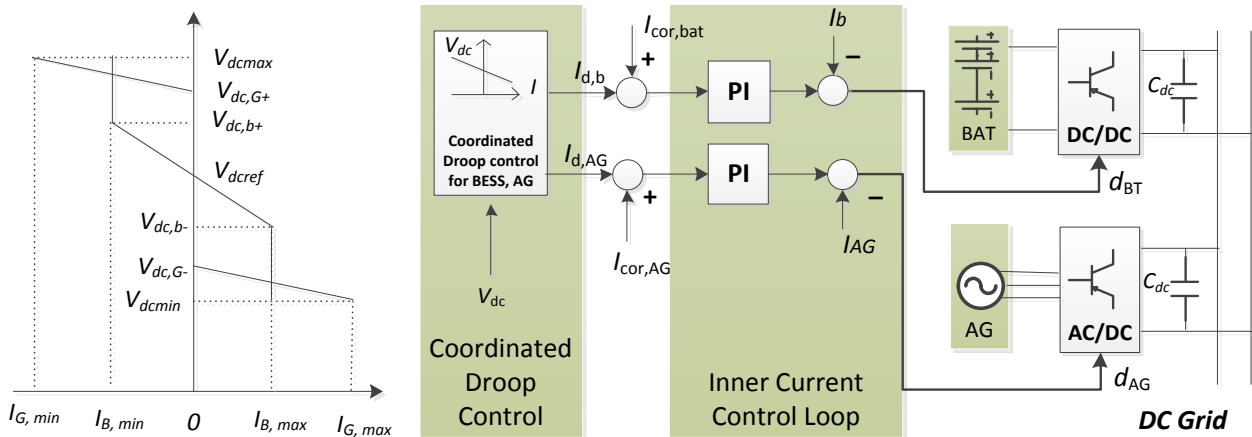 V_dcmax
V_dc,G+
V_dc,b+
V_dcref
V_dc,b-
V_dc,G-
V_dcmin
I_G, min
I_B, min
0
I_B, max
I_G, max
V_dc
I
Coordinated
Droop control
for BESS, AG
I_d,b
I_d,AG
V_dc
Coordinated
Droop
Control
I_cor,bat
+
+
I_cor,AG
PI
PI
I_b
−
−
I_AG
Inner Current
Control Loop
+
+
+
BAT
DC/DC
C_dc
d_BT
AG
AC/DC
C_dc
d_AG
DC Grid